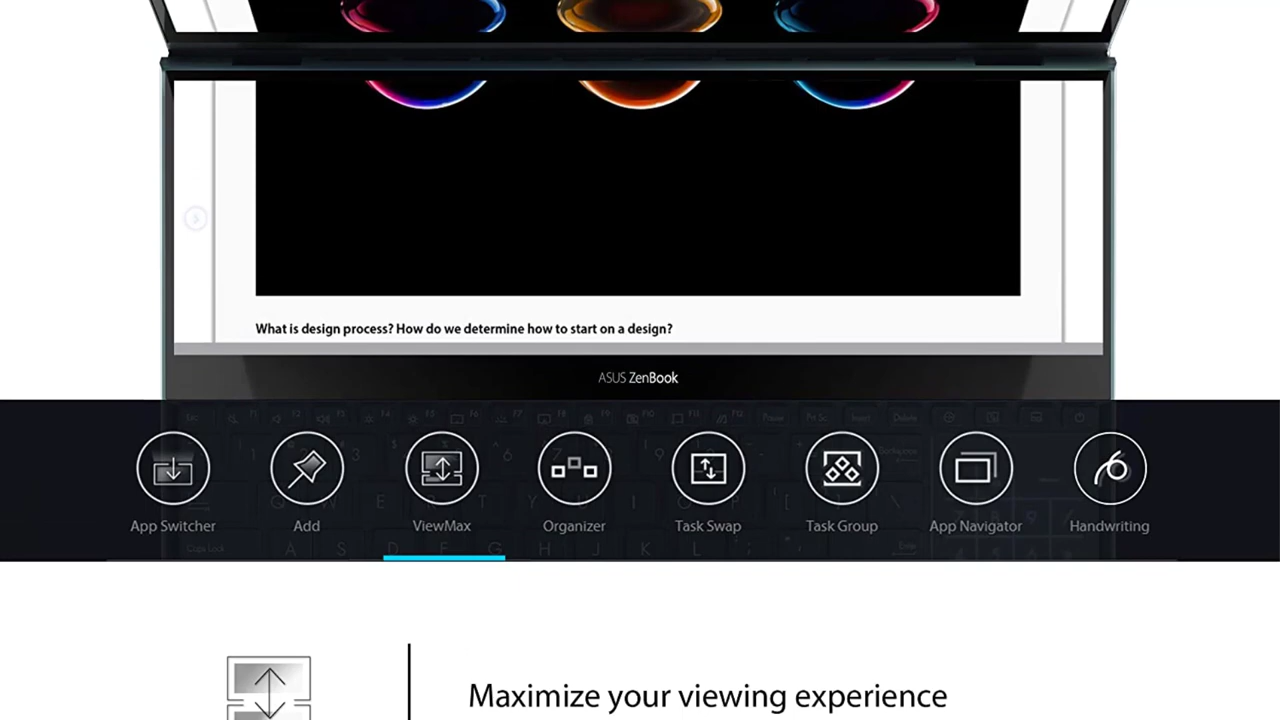 What is design process? How do we determine how to start on a design?
ASUS ZenBook
App Switcher
Add
ViewMax
Organizer
Task Swap
Task Group
App Navigator
Handwriting
Maximize your viewing experience